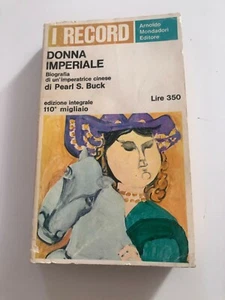 I RECORD
Arnoldo
Mondadori
Editore
DONNA
IMPERIALE
Biografia
di un'imperatrice cinese
di Pearl S. Buck
Lire 350
edizione integrale
110° migliaio